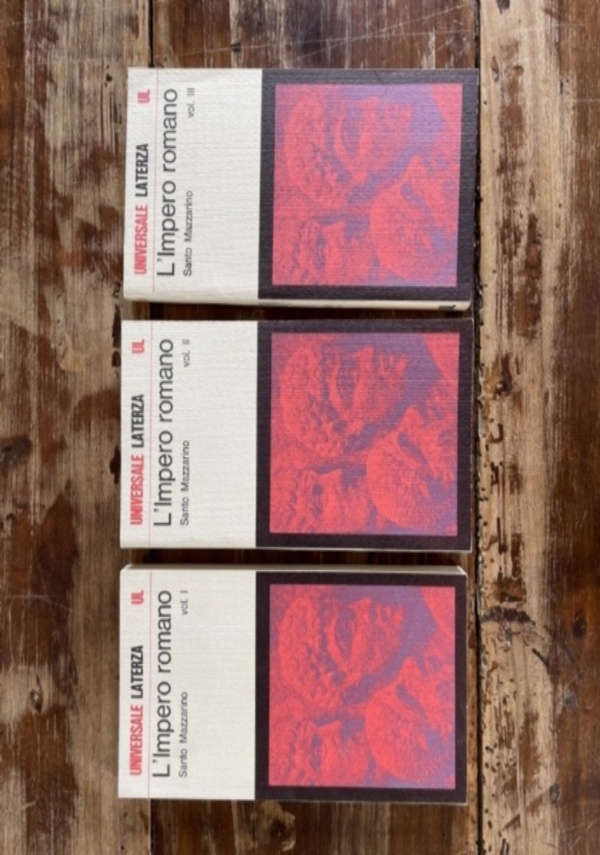 UNIVERSALE LATERZA UL
L'Impero romano
Santo Mazzarino vol. I
UNIVERSALE LATERZA UL
L'Impero romano
Santo Mazzarino vol. II
UNIVERSALE LATERZA UL
L'Impero romano
Santo Mazzarino vol. III